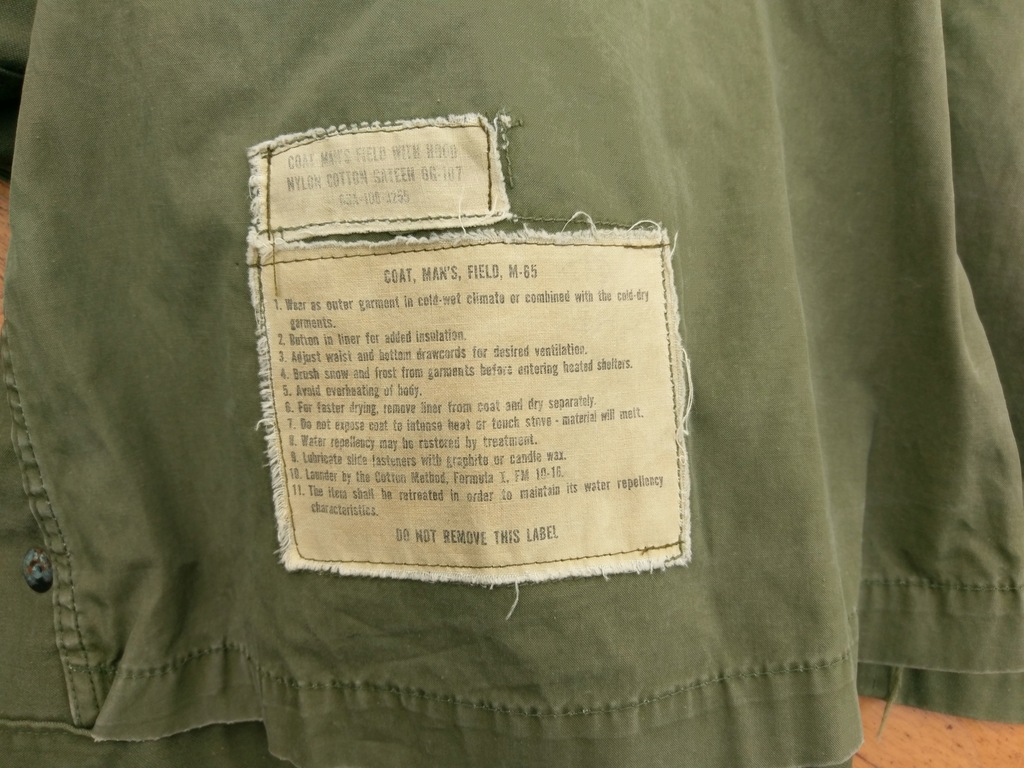 COAT MAN'S FIELD WITH HOOD
NYLON COTTON SATEEN OG-107
COAT, MAN'S, FIELD, M-65
1. Wear as outer garment in cold-wet climate or combined with the cold-dry
garments.
2. Button in liner for added insulation.
3. Adjust waist and bottom drawcords for desired ventilation.
4. Brush snow and frost from garments before entering heated shelters.
5. Avoid overheating of body.
6. For faster drying, remove liner from coat and dry separately.
7. Do not expose coat to intense heat or touch stove - material will melt.
8. Water repellency may be restored by treatment.
9. Lubricate slide fasteners with graphite or candle wax.
10. Launder by the Cotton Method, Formula I, FM 10-16.
11. The item shall be retreated in order to maintain its water repellency
characteristics.
DO NOT REMOVE THIS LABEL